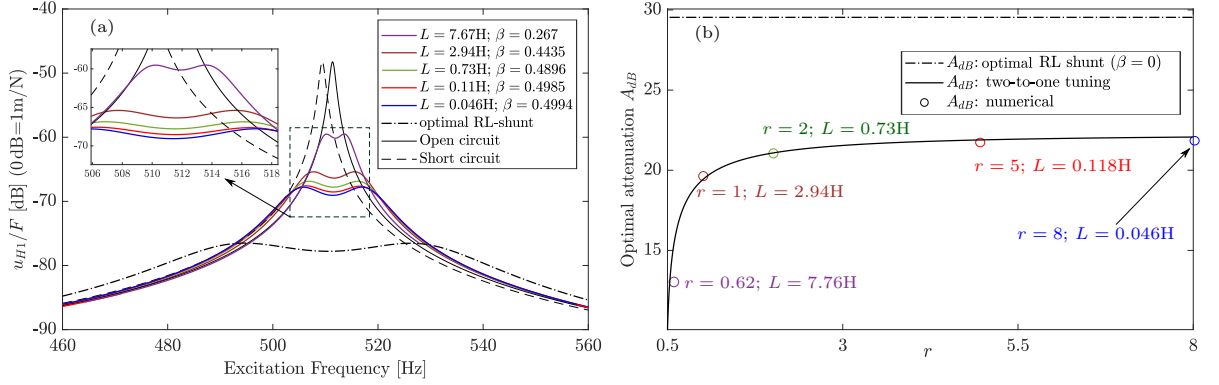 (a)
L = 7.67H; β = 0.267
L = 2.94H; β = 0.4435
L = 0.73H; β = 0.4896
L = 0.11H; β = 0.4985
L = 0.046H; β = 0.4994
optimal RL-shunt
Open circuit
Short circuit
-60
-65
-70
-75
506 508 510 512 514 516 518
-40
-50
-60
-70
-80
-90
460 480 500 520 540 560
u_{H1}/F [dB] (0dB=1m/N)
Excitation Frequency [Hz]
(b)
A_{dB}: optimal RL shunt (β = 0)
A_{dB}: two-to-one tuning
A_{dB}: numerical
r = 2; L = 0.73H
r = 5; L = 0.118H
r = 1; L = 2.94H
r = 8; L = 0.046H
r = 0.62; L = 7.76H
30
25
20
15
0.5 3 5.5 8
Optimal attenuation A_{dB}
r